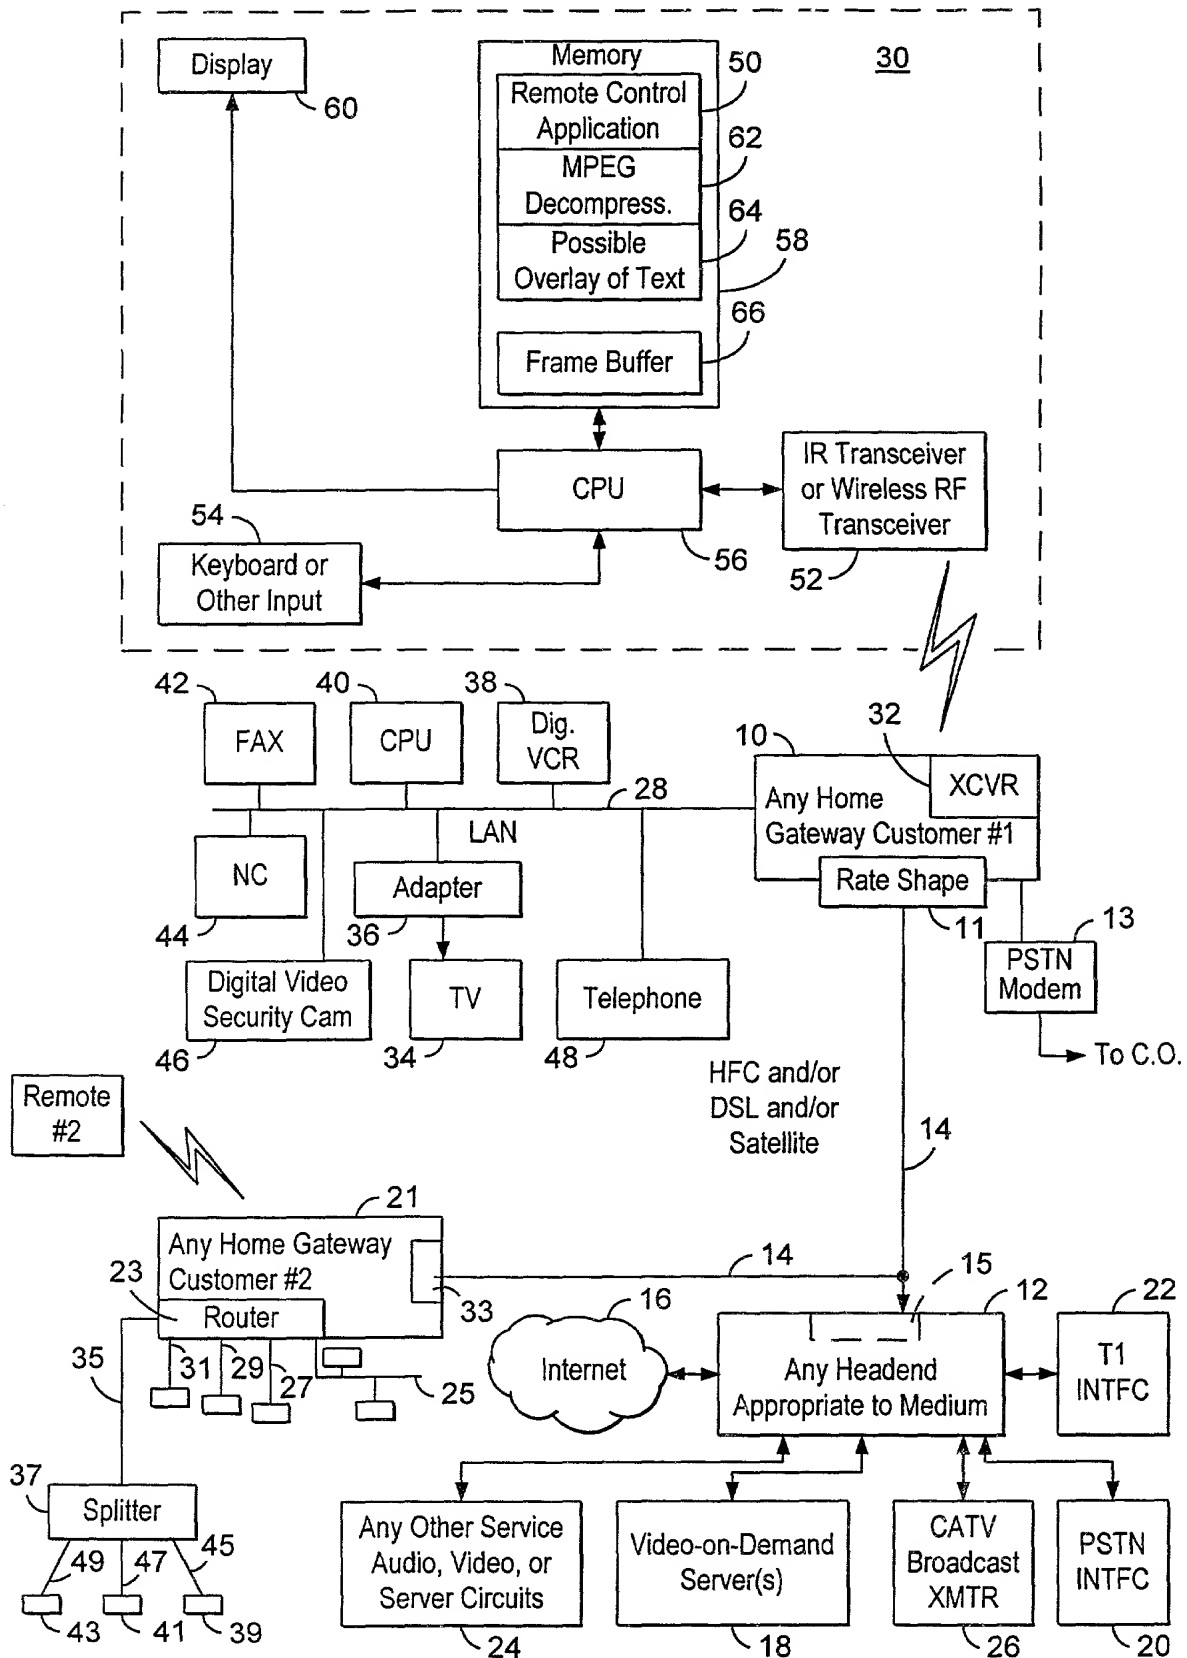 30
Display
60
Memory
50
Remote Control
Application
62
MPEG
Decompress.
64
Possible
Overlay of Text
58
66
Frame Buffer
CPU
56
IR Transceiver
or Wireless RF
Transceiver
52
54
Keyboard or
Other Input
42
FAX
40
CPU
38
Dig.
VCR
28
LAN
10
32
XCVR
Any Home
Gateway Customer #1
Rate Shape
11
13
PSTN
Modem
To C.O.
NC
44
Adapter
36
Digital Video
Security Cam
46
TV
34
Telephone
48
HFC and/or
DSL and/or
Satellite
14
Remote
#2
21
Any Home Gateway
Customer #2
33
23
Router
31
29
27
25
35
14
15
12
16
Internet
Any Headend
Appropriate to Medium
22
T1
INTFC
37
Splitter
49
47
45
43
41
39
Any Other Service
Audio, Video, or
Server Circuits
24
Video-on-Demand
Server(s)
18
CATV
Broadcast
XMTR
26
PSTN
INTFC
20